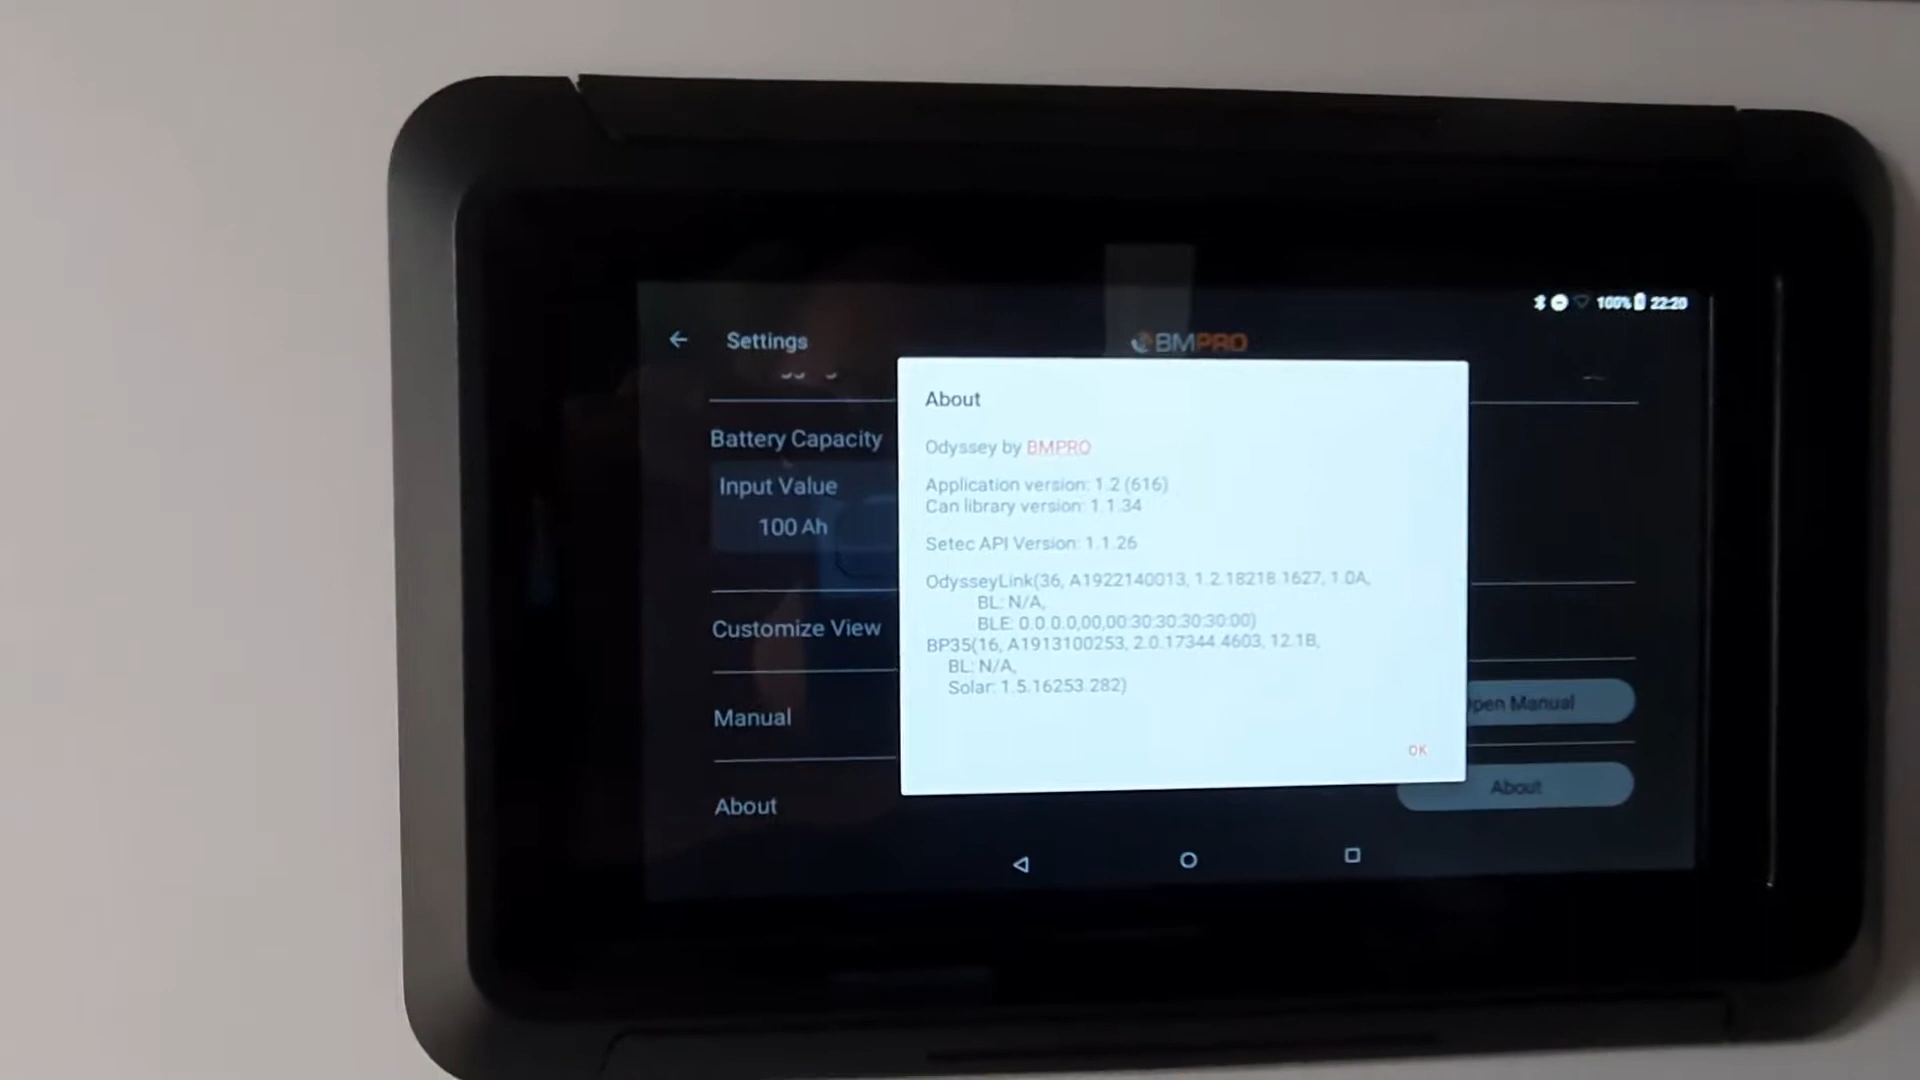 100% 22:20
Settings
BMPRO
About
Battery Capacity
Odyssey by BMPRO
Input Value
Application version: 1.2 (616)
Can library version: 1.1.34
100 Ah
Setec API Version: 1.1.26
OdysseyLink(36, A1922140013, 1.2.18218.1627, 1.0A,
BL: N/A,
BLE: 0.0.0.0,00,00:30:30:30:30:00)
Customize View
BP35(16, A1913100253, 2.0.17344.4603, 12.1B,
BL: N/A,
Solar: 1.5.16253.282)
Manual
pen Manual
OK
About
About